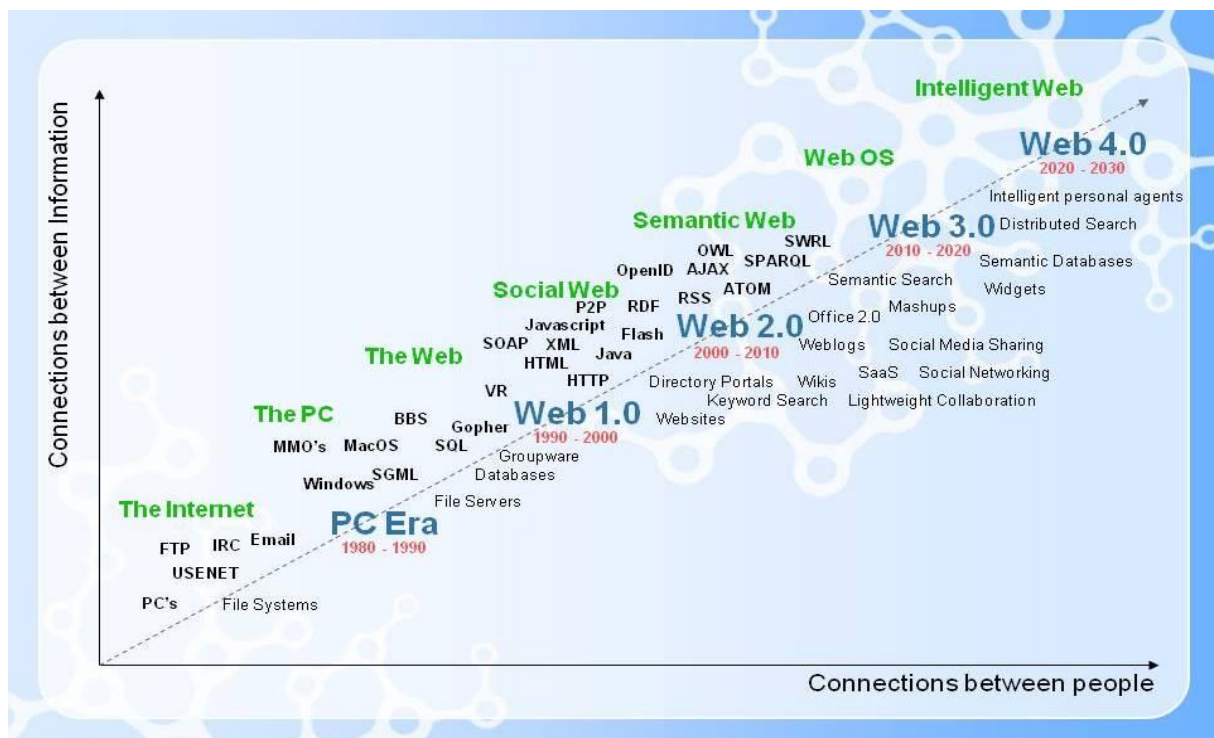 Connections between Information
Intelligent Web
Web 4.0
2020 - 2030
Web OS
Intelligent personal agents
Semantic Web
Web 3.0
2010 - 2020
Distributed Search
SWRL
OWL
SPARQL
Semantic Databases
OpenID
AJAX
Semantic Search
Widgets
Social Web
ATOM
P2P
RDF
RSS
Mashups
Javascript
Flash
Web 2.0
2000 - 2010
Office 2.0
SOAP
XML
Weblogs
Social Media Sharing
The Web
HTML
Java
SaaS
Social Networking
HTTP
Directory Portals
Wikis
VR
Keyword Search
Lightweight Collaboration
The PC
BBS
Web 1.0
1990 - 2000
Websites
Gopher
MMO's
MacOS
SQL
Groupware
SGML
Databases
Windows
File Servers
The Internet
PC Era
1980 - 1990
FTP
IRC
Email
USENET
PC's
File Systems
Connections between people